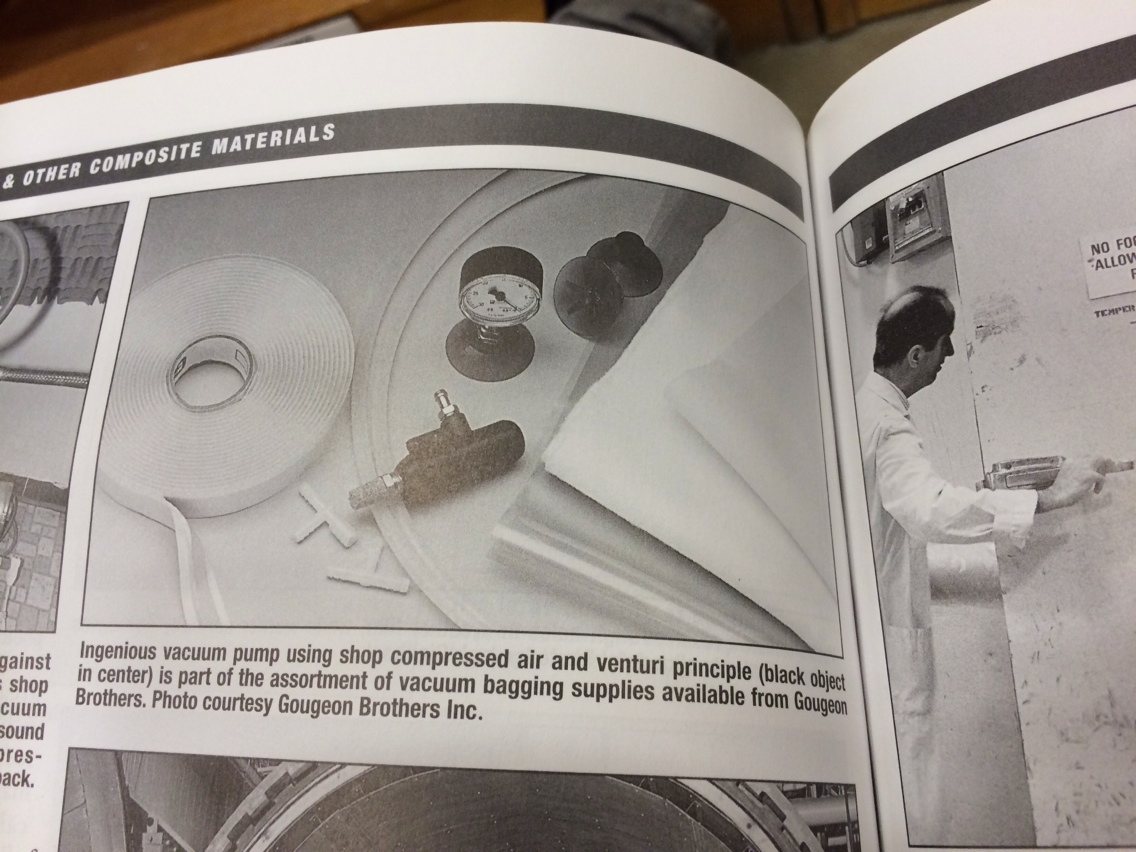 & OTHER COMPOSITE MATERIALS
Ingenious vacuum pump using shop compressed air and venturi principle (black object
in center) is part of the assortment of vacuum bagging supplies available from Gougeon
Brothers. Photo courtesy Gougeon Brothers Inc.
gainst
shop
cuum
sound
pres-
ack.
NO FOO
ALLOW
TEMPER